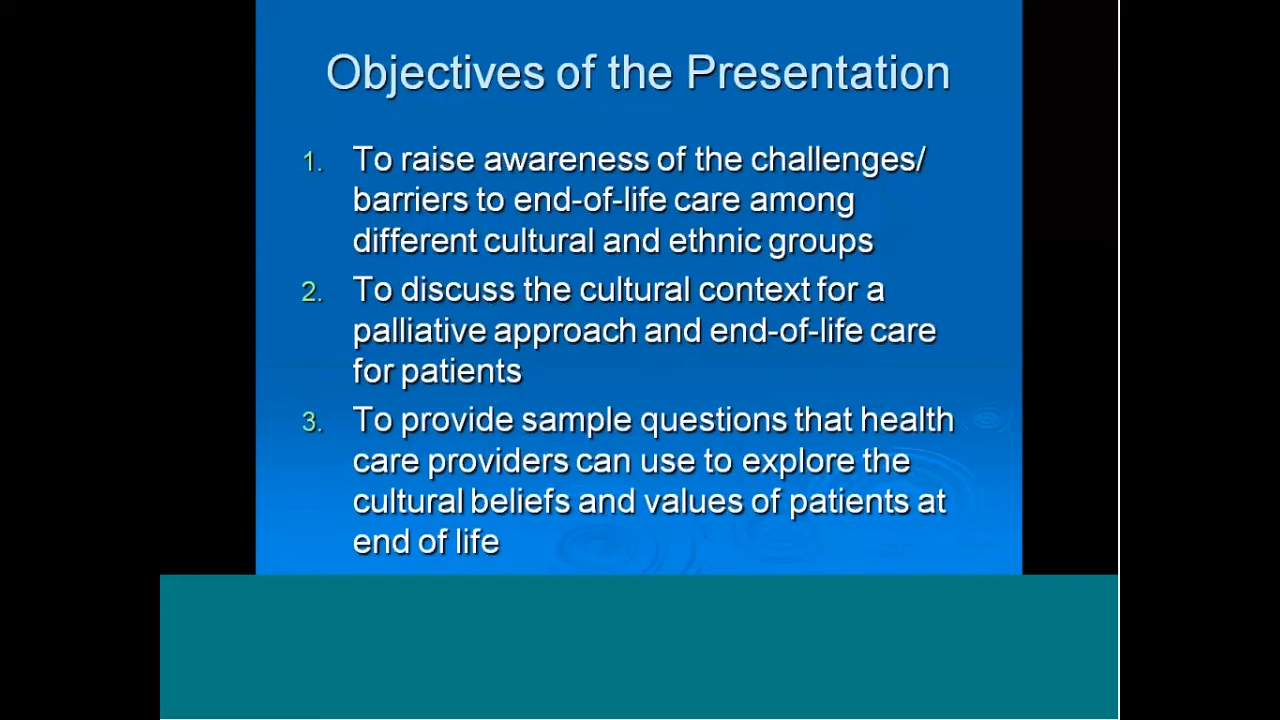 Objectives of the Presentation
1. To raise awareness of the challenges/
barriers to end-of-life care among
different cultural and ethnic groups
2. To discuss the cultural context for a
palliative approach and end-of-life care
for patients
3. To provide sample questions that health
care providers can use to explore the
cultural beliefs and values of patients at
end of life